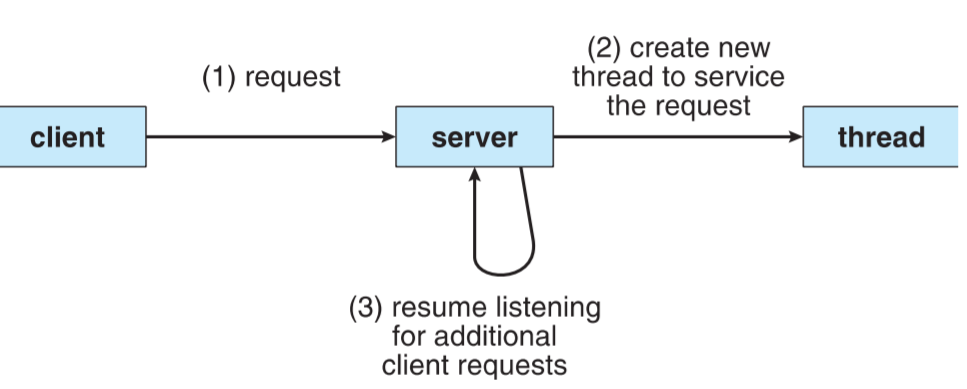 (1) request
(2) create new
thread to service
the request
client
server
thread
(3) resume listening
for additional
client requests